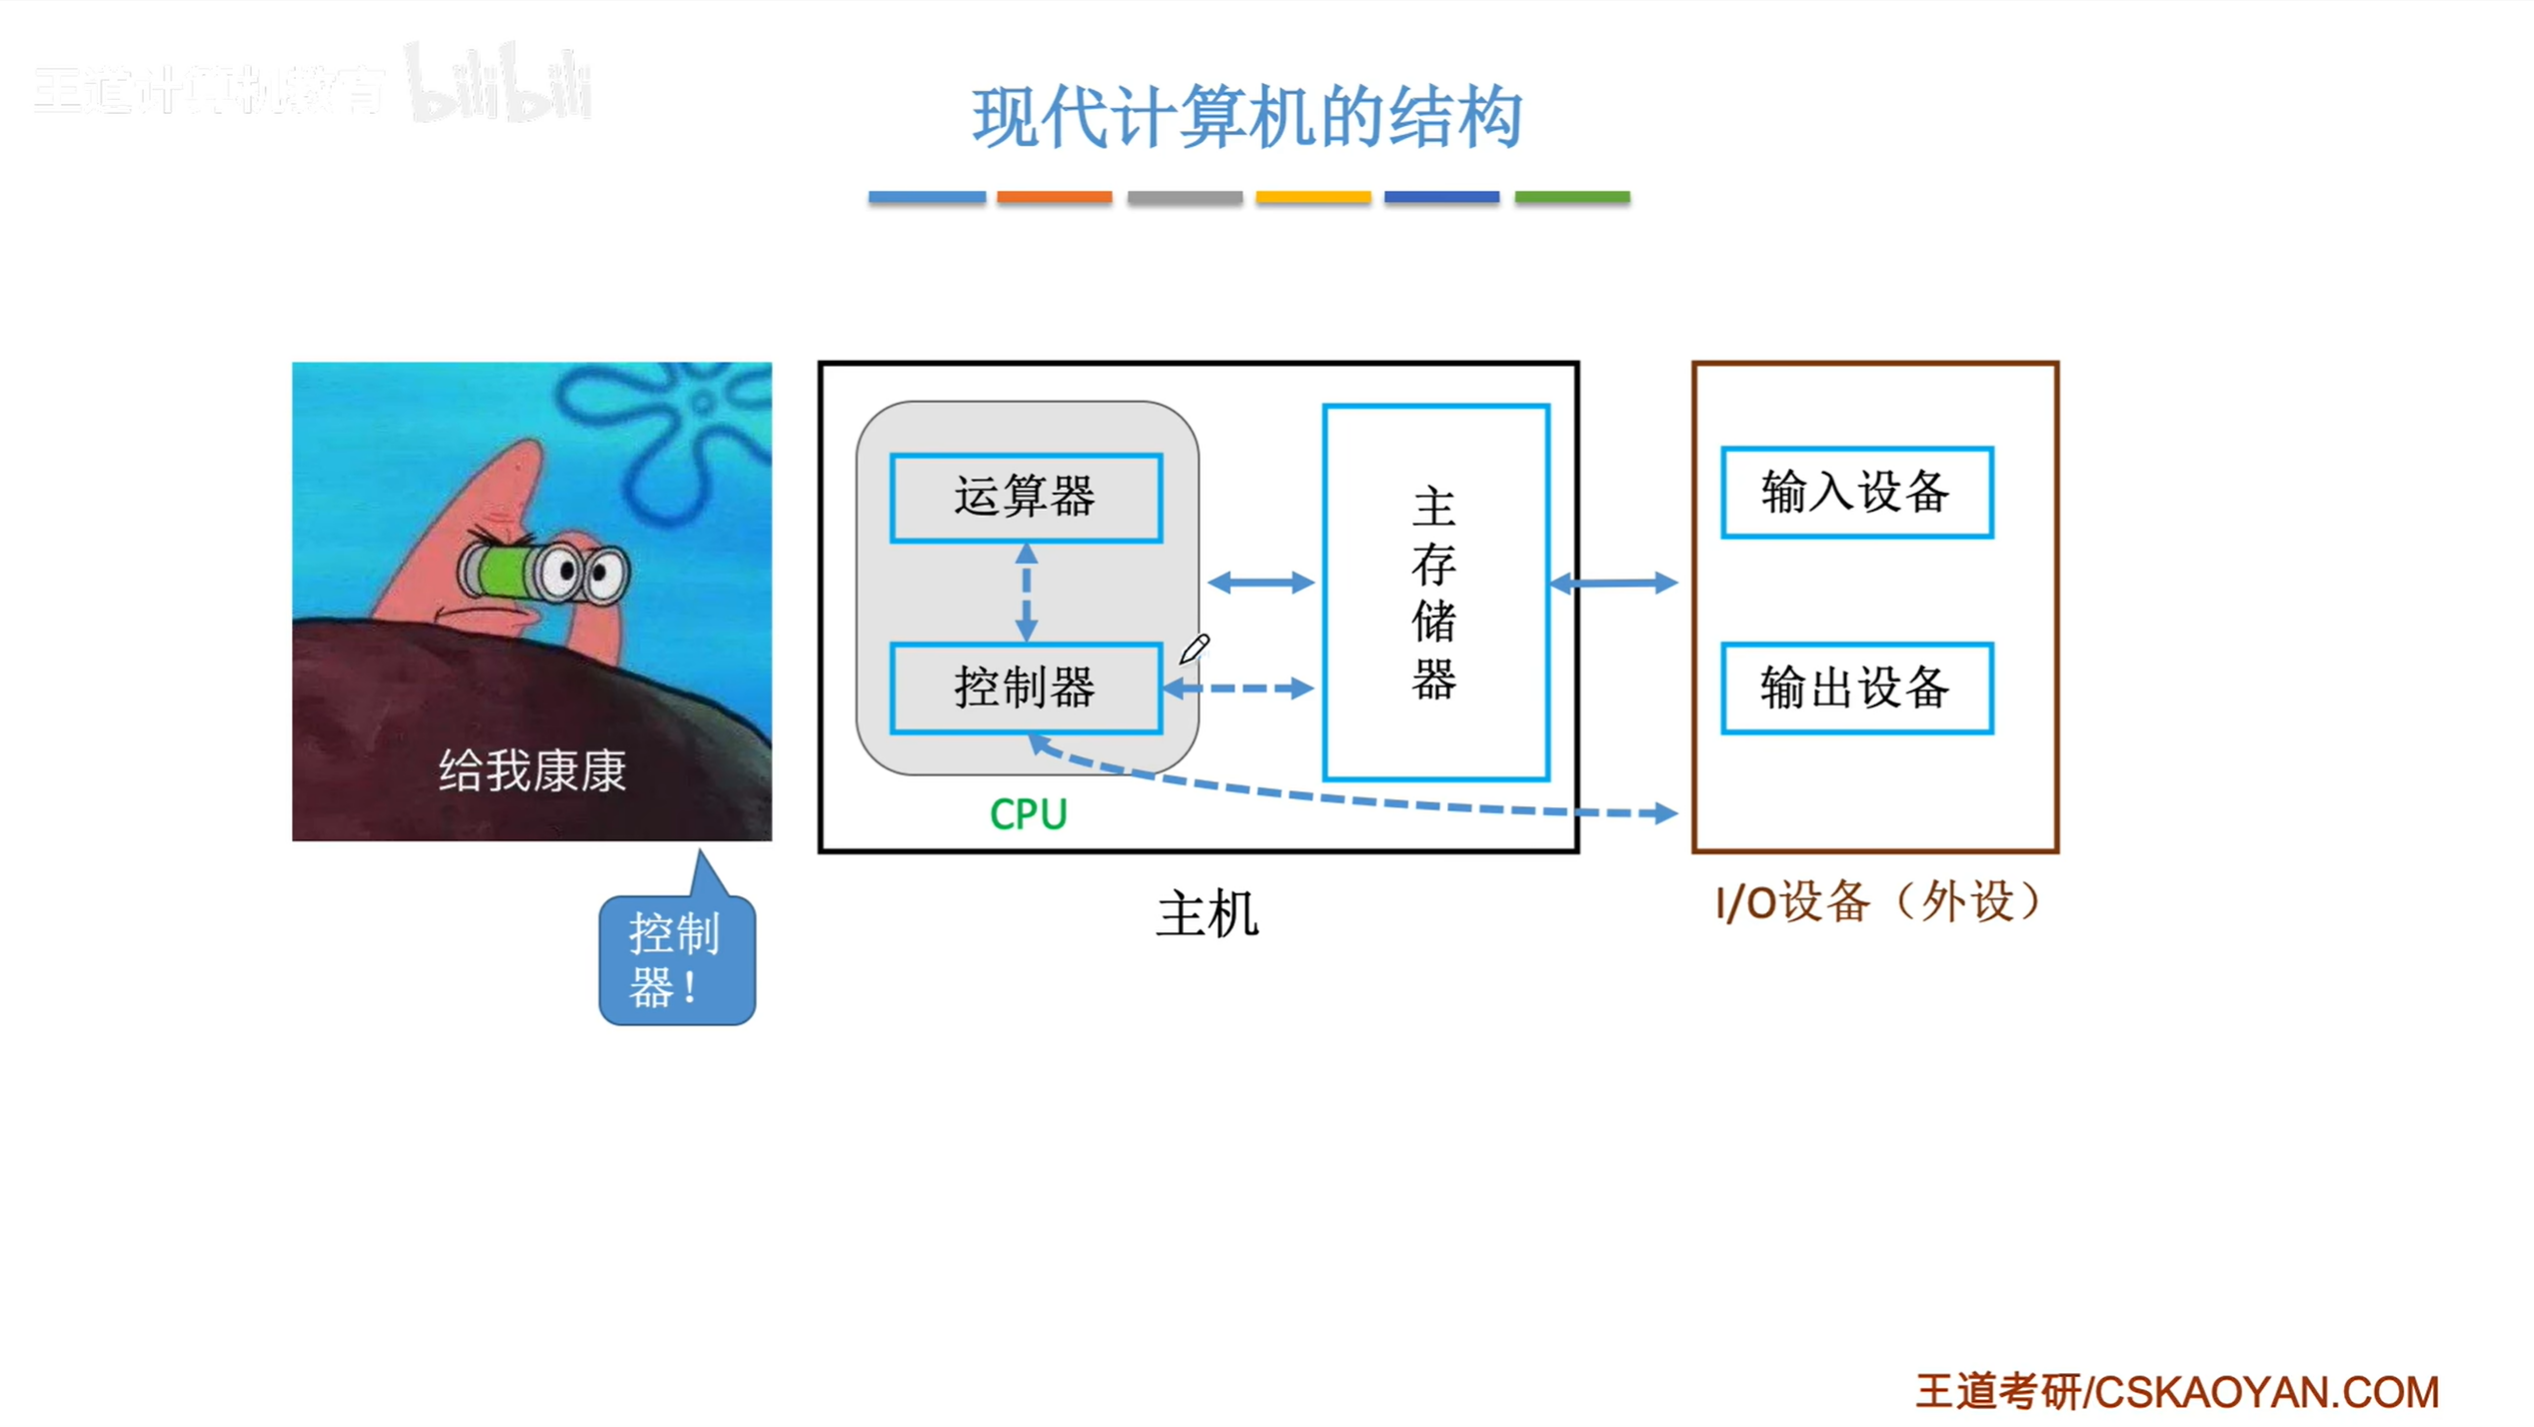 王道计算机教育 bilibili
现代计算机的结构
给我康康
控制
器！
运算器
控制器
CPU
主
存
储
器
主机
输入设备
输出设备
I/O设备（外设）
王道考研/CSKAOYAN.COM